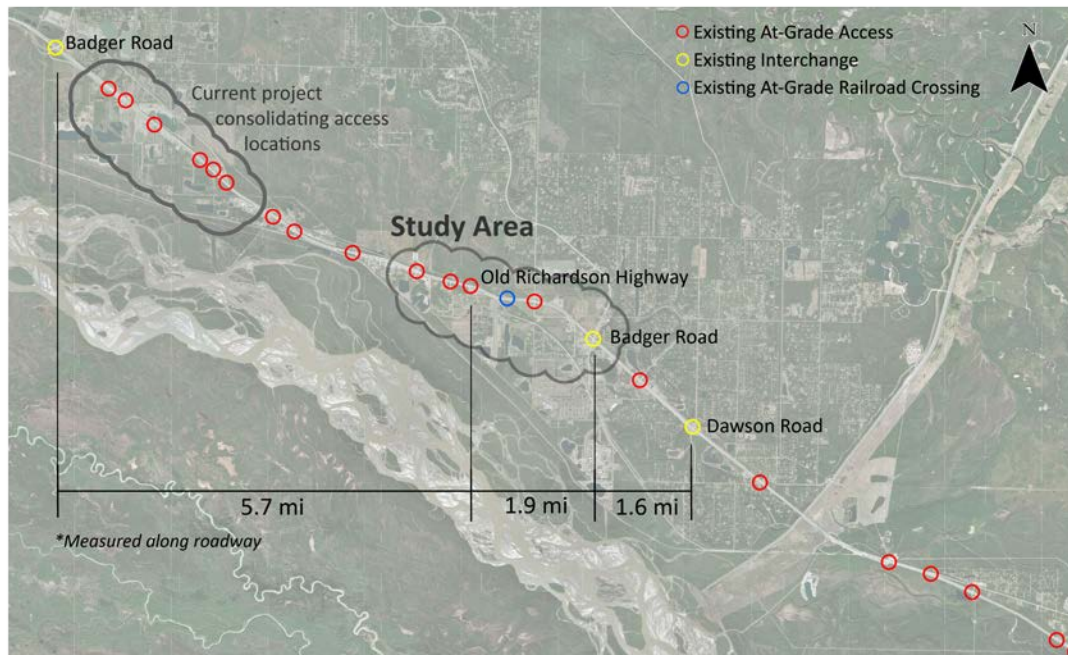 Badger Road
Existing At-Grade Access
Existing Interchange
Existing At-Grade Railroad Crossing
N
Current project
consolidating access
locations
Study Area
Old Richardson Highway
Badger Road
Dawson Road
5.7 mi
1.9 mi
1.6 mi
*Measured along roadway